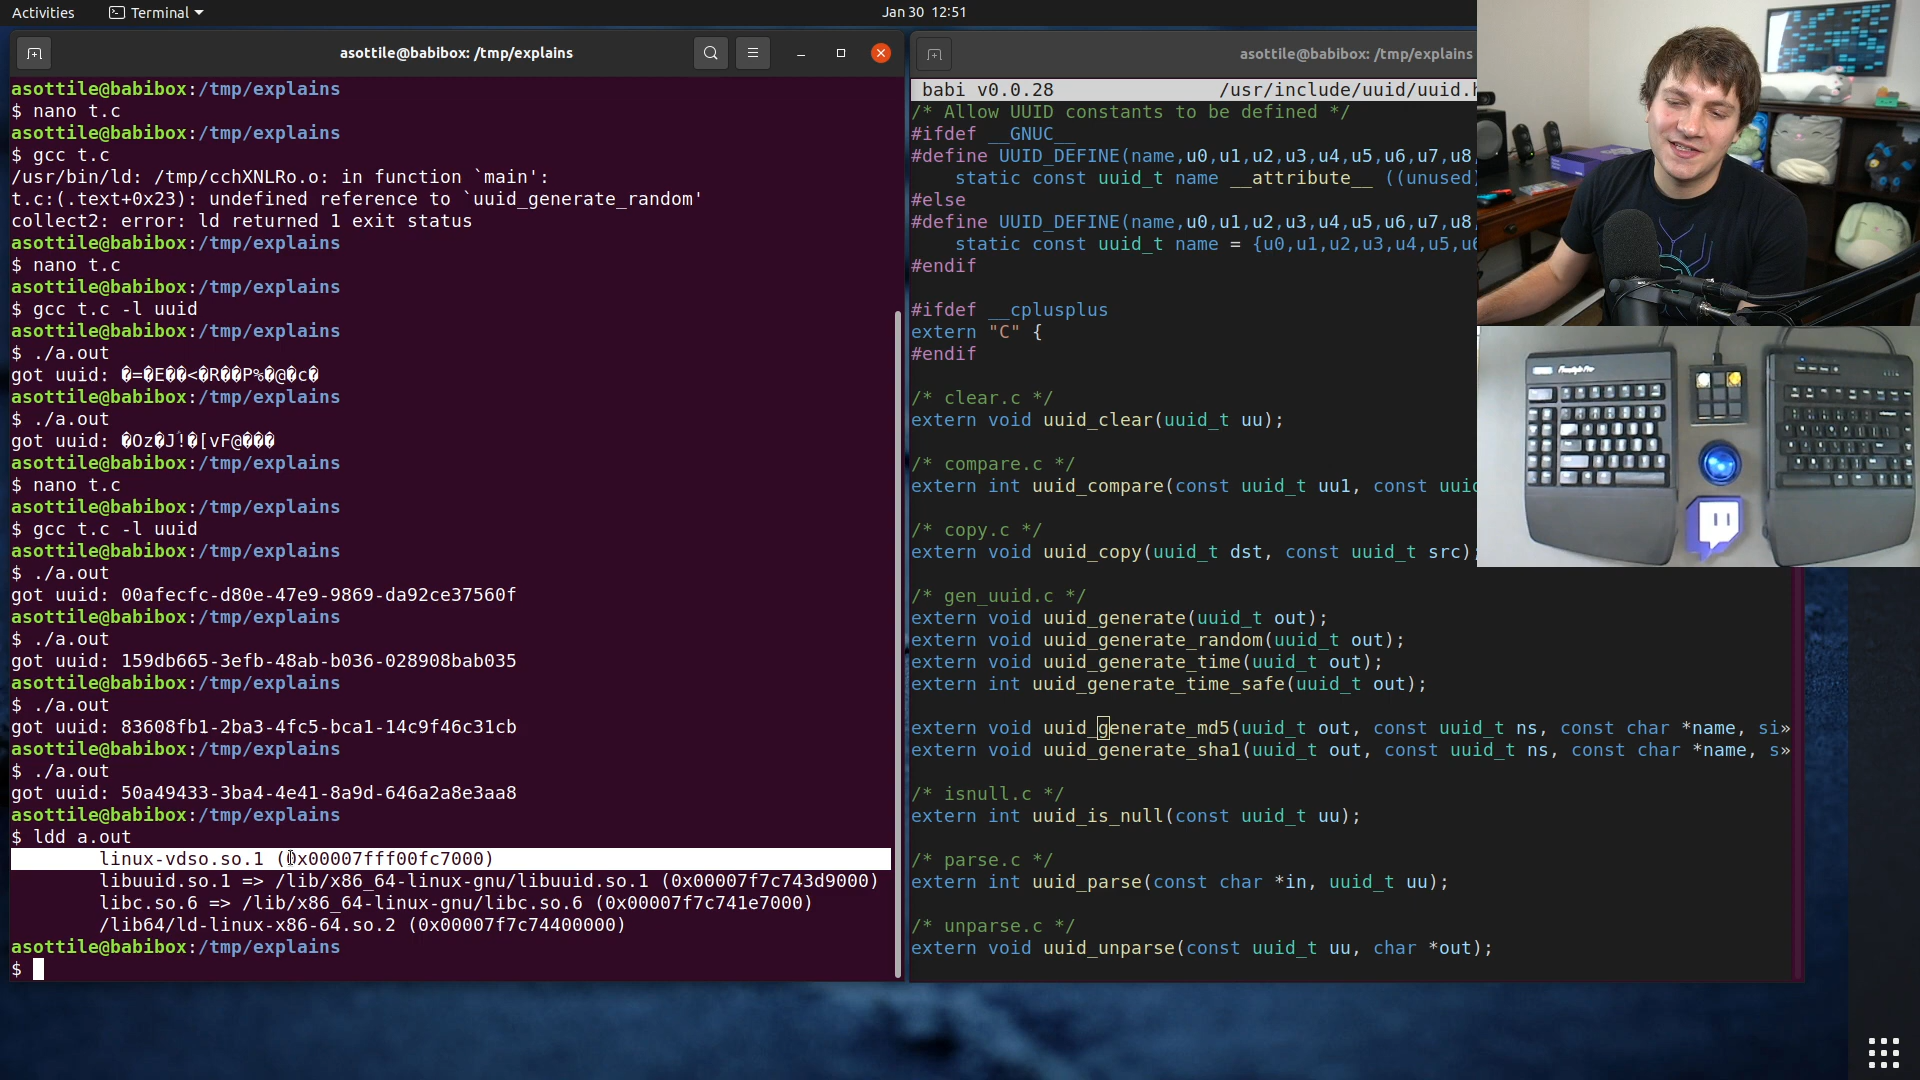 Activities
Terminal
Jan 30 12:51
asottile@babibox: /tmp/explains
asottile@babibox:/tmp/explains
$ nano t.c
asottile@babibox:/tmp/explains
$ gcc t.c
/usr/bin/ld: /tmp/cchXNLRo.o: in function `main':
t.c:(.text+0x23): undefined reference to `uuid_generate_random'
collect2: error: ld returned 1 exit status
asottile@babibox:/tmp/explains
$ nano t.c
asottile@babibox:/tmp/explains
$ gcc t.c -l uuid
asottile@babibox:/tmp/explains
$ ./a.out
got uuid: �=�E��<�R��P%�@�c�
asottile@babibox:/tmp/explains
$ ./a.out
got uuid: �Oz�J!�[vF@���
asottile@babibox:/tmp/explains
$ nano t.c
asottile@babibox:/tmp/explains
$ gcc t.c -l uuid
asottile@babibox:/tmp/explains
$ ./a.out
got uuid: 00afecfc-d80e-47e9-9869-da92ce37560f
asottile@babibox:/tmp/explains
$ ./a.out
got uuid: 159db665-3efb-48ab-b036-028908bab035
asottile@babibox:/tmp/explains
$ ./a.out
got uuid: 83608fb1-2ba3-4fc5-bca1-14c9f46c31cb
asottile@babibox:/tmp/explains
$ ./a.out
got uuid: 50a49433-3ba4-4e41-8a9d-646a2a8e3aa8
asottile@babibox:/tmp/explains
$ ldd a.out
linux-vdso.so.1 (0x00007fff00fc7000)
libuuid.so.1 => /lib/x86_64-linux-gnu/libuuid.so.1 (0x00007f7c743d9000)
libc.so.6 => /lib/x86_64-linux-gnu/libc.so.6 (0x00007f7c741e7000)
/lib64/ld-linux-x86-64.so.2 (0x00007f7c74400000)
asottile@babibox:/tmp/explains
$
asottile@babibox: /tmp/explains
babi v0.0.28 /usr/include/uuid/uuid.h
/* Allow UUID constants to be defined */
#ifdef __GNUC__
#define UUID_DEFINE(name,u0,u1,u2,u3,u4,u5,u6,u7,u8
static const uuid_t name __attribute__ ((unused)
#else
#define UUID_DEFINE(name,u0,u1,u2,u3,u4,u5,u6,u7,u8
static const uuid_t name = {u0,u1,u2,u3,u4,u5,u6
#endif
#ifdef __cplusplus
extern "C" {
#endif
/* clear.c */
extern void uuid_clear(uuid_t uu);
/* compare.c */
extern int uuid_compare(const uuid_t uu1, const uuid
/* copy.c */
extern void uuid_copy(uuid_t dst, const uuid_t src);
/* gen_uuid.c */
extern void uuid_generate(uuid_t out);
extern void uuid_generate_random(uuid_t out);
extern void uuid_generate_time(uuid_t out);
extern int uuid_generate_time_safe(uuid_t out);
extern void uuid_generate_md5(uuid_t out, const uuid_t ns, const char *name, si»
extern void uuid_generate_sha1(uuid_t out, const uuid_t ns, const char *name, s»
/* isnull.c */
extern int uuid_is_null(const uuid_t uu);
/* parse.c */
extern int uuid_parse(const char *in, uuid_t uu);
/* unparse.c */
extern void uuid_unparse(const uuid_t uu, char *out);